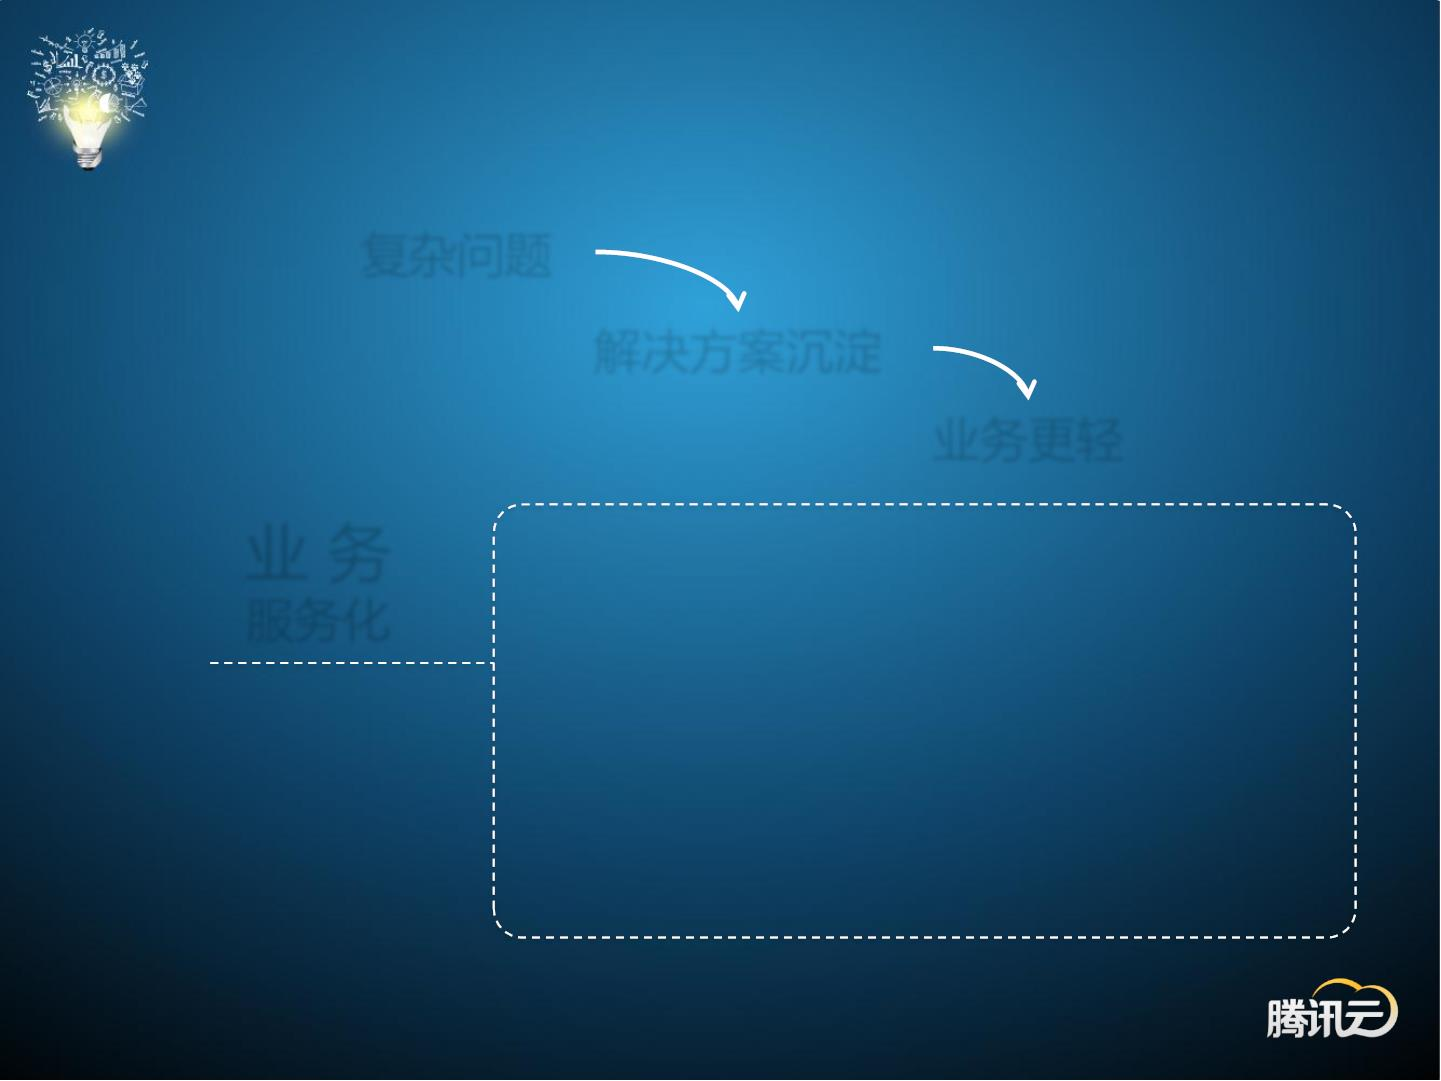 复杂问题
解决方案沉淀
业务更轻
业 务
服务化
腾讯云